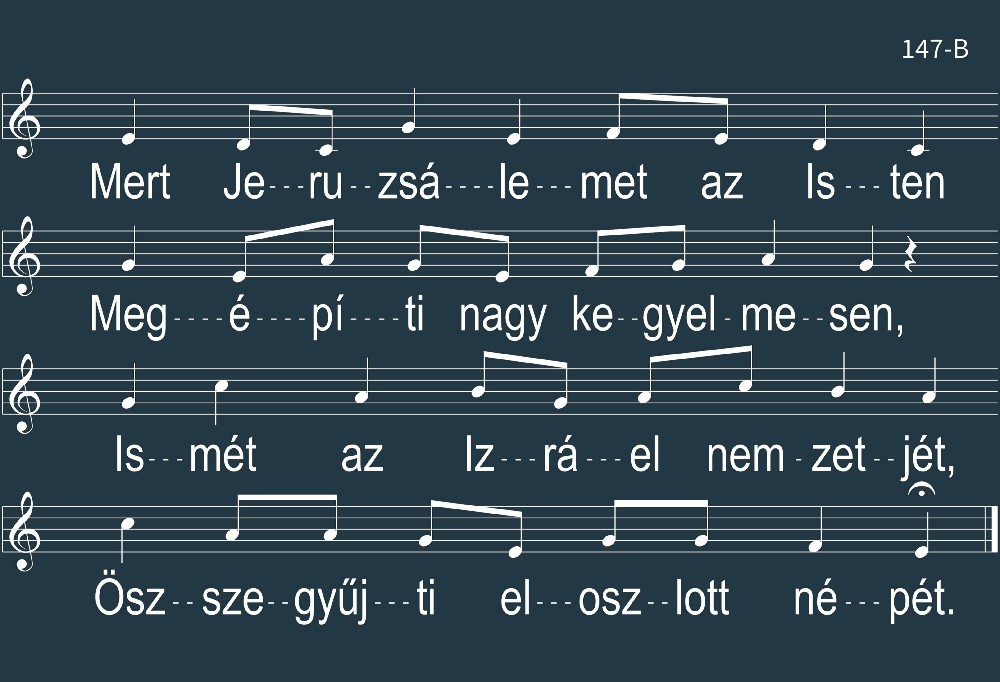 147-B
Mert Je---ru--zsá----le---met az Is---ten
Meg----é----pí----ti nagy ke--gyel-me--sen,
Is---mét az Iz---rá---el nem-zet--jét,
Ösz--sze--gyűj---ti el---osz--lott né---pét.